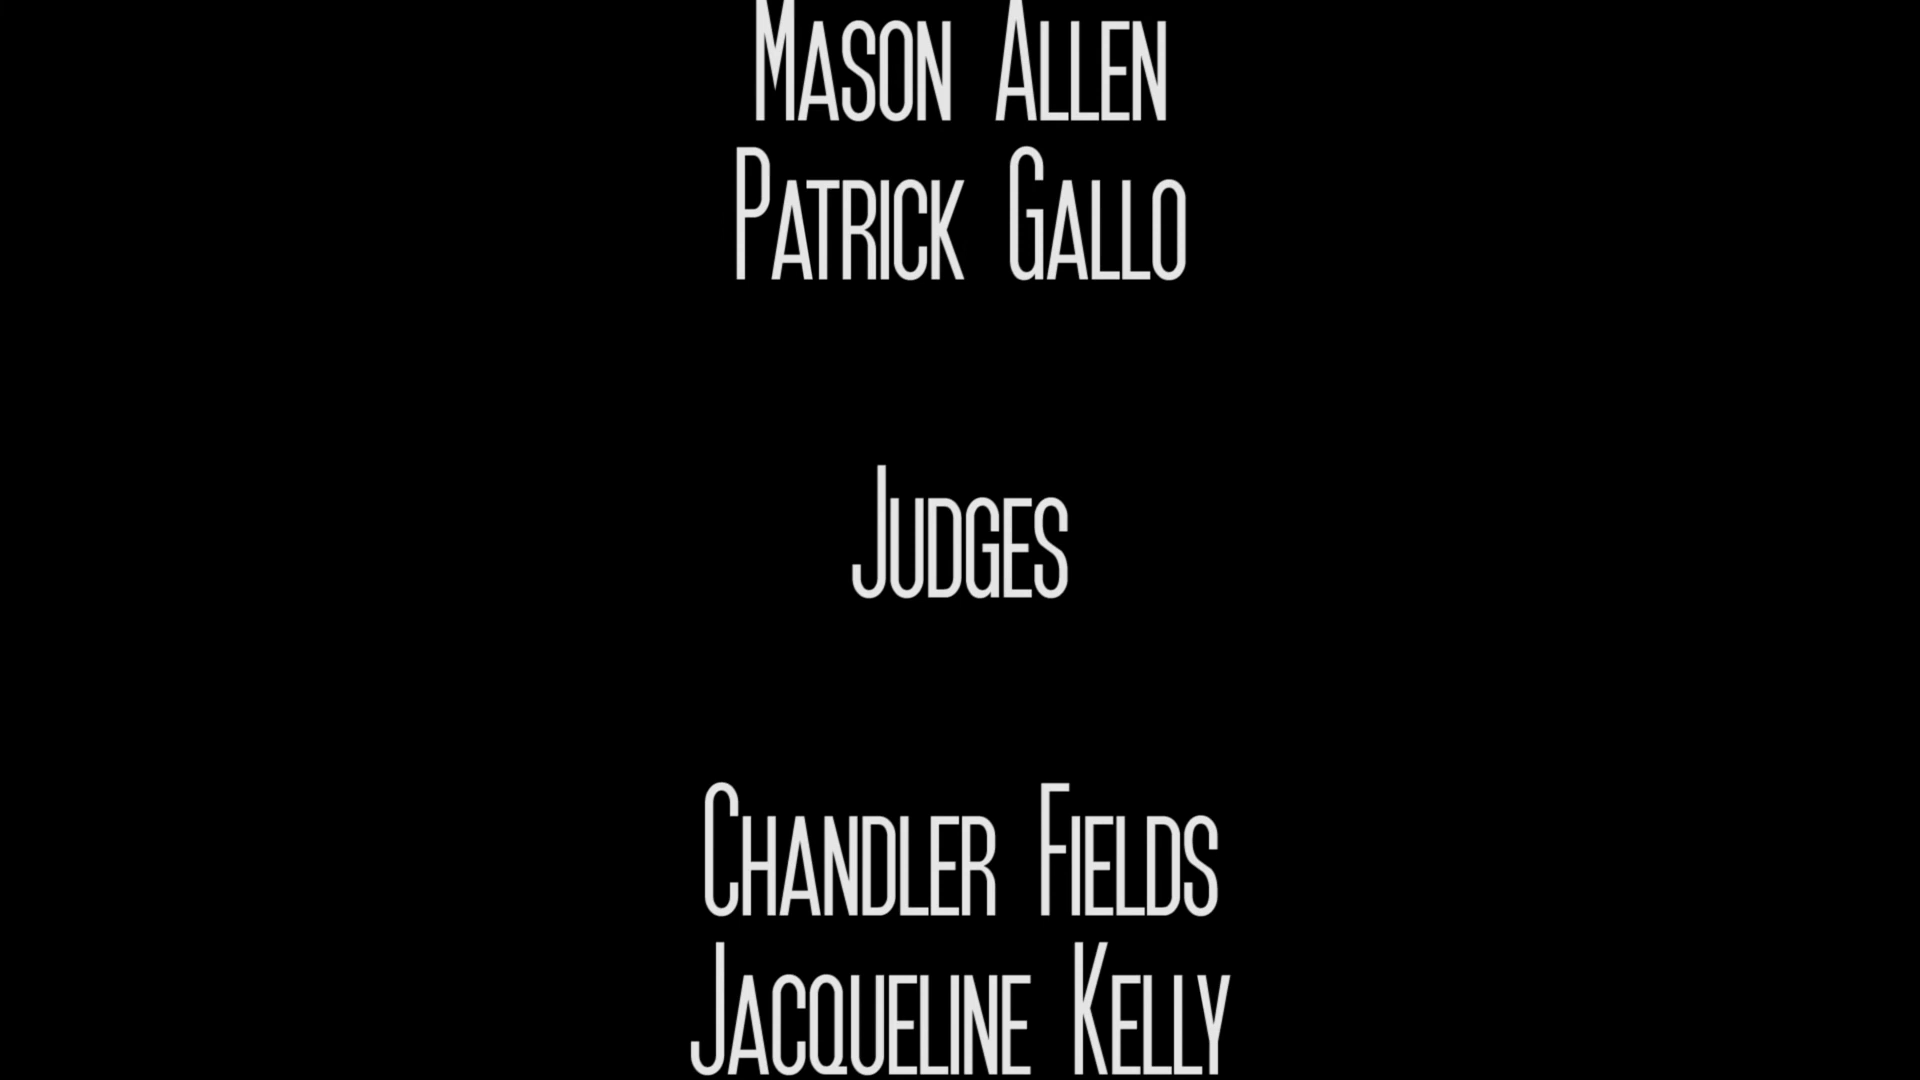 Mason Allen
Patrick Gallo
Judges
Chandler Fields
Jacqueline Kelly